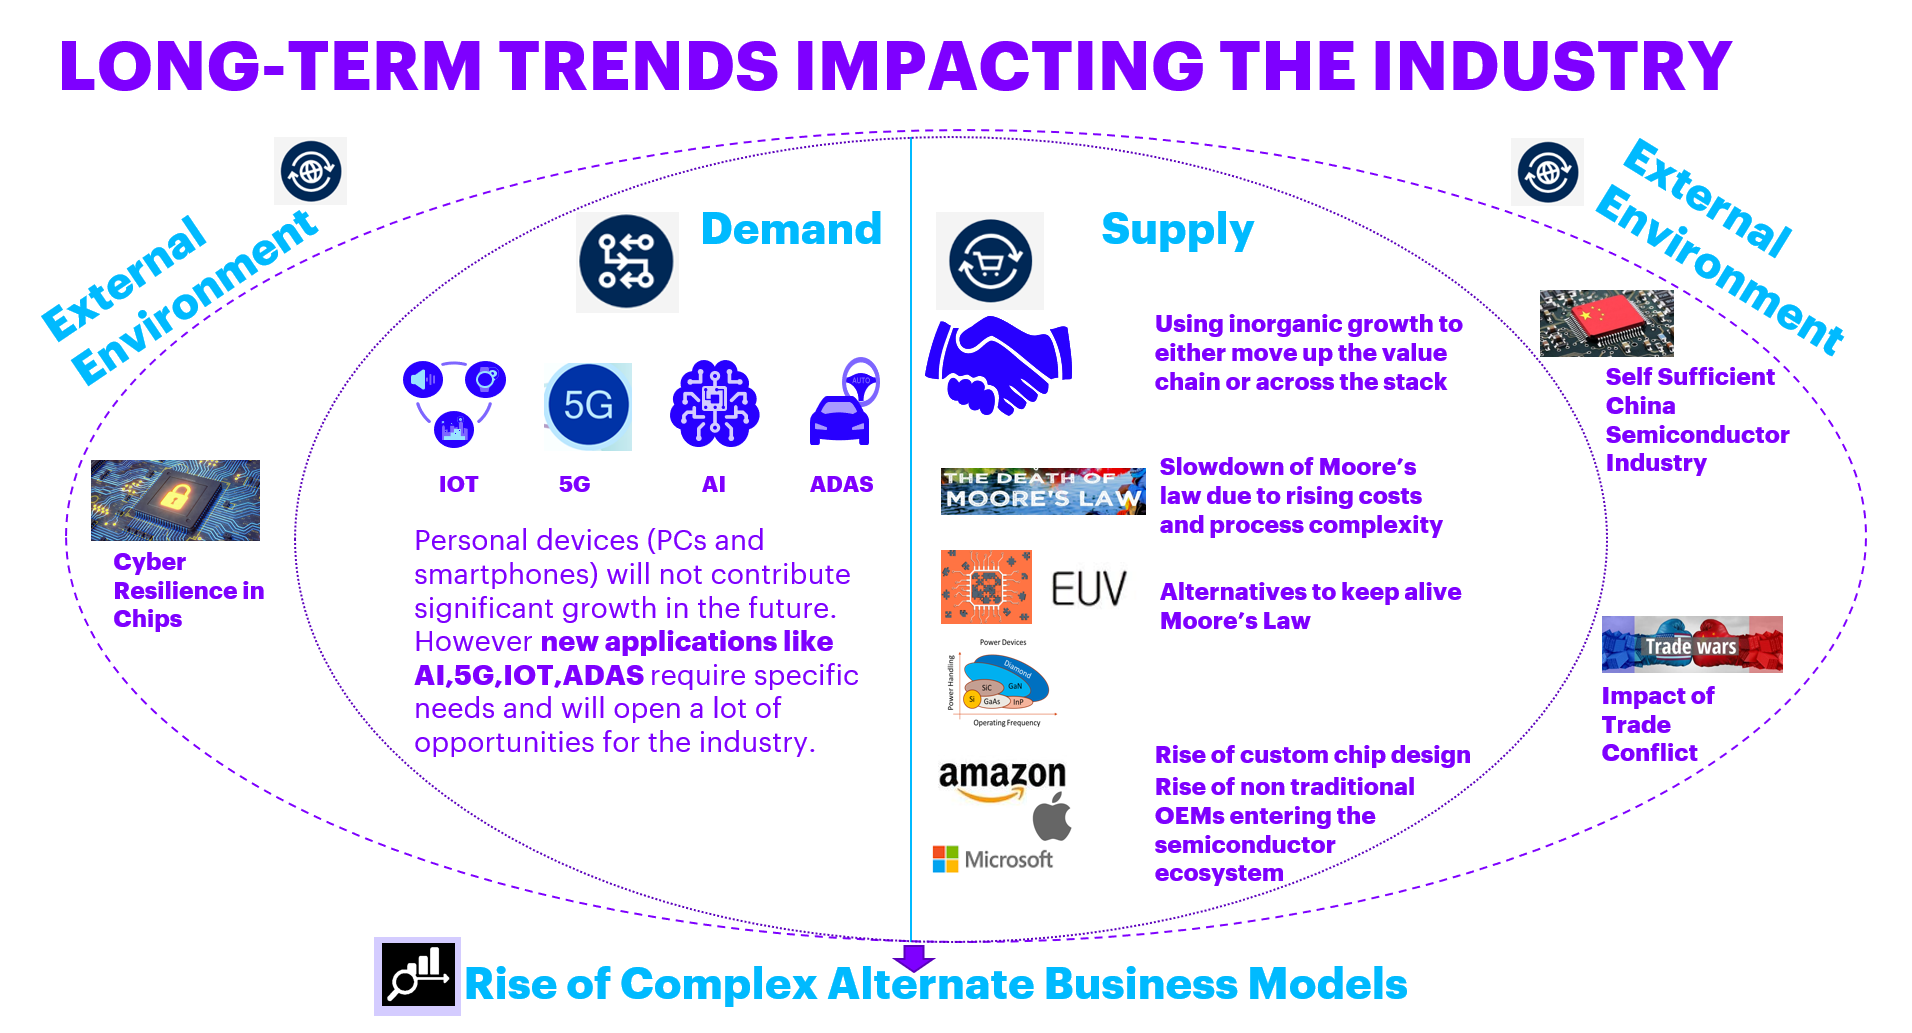 LONG-TERM TRENDS IMPACTING THE INDUSTRY
External
Environment
Cyber
Resilience in
Chips
Demand
5G
AUTO
IOT
5G
AI
ADAS
Personal devices (PCs and
smartphones) will not contribute
significant growth in the future.
However new applications like
AI,5G,IOT,ADAS require specific
needs and will open a lot of
opportunities for the industry.
Supply
Using inorganic growth to
either move up the value
chain or across the stack
THE DEATH OF
MOORE'S LAW
Slowdown of Moore’s
law due to rising costs
and process complexity
EUV
Alternatives to keep alive
Moore’s Law
Power Devices
Power Handling
Diamond
SiC
GaN
Si
GaAs
InP
Operating Frequency
amazon
Microsoft
Rise of custom chip design
Rise of non traditional
OEMs entering the
semiconductor
ecosystem
External
Environment
Self Sufficient
China
Semiconductor
Industry
Trade wars
Impact of
Trade
Conflict
Rise of Complex Alternate Business Models